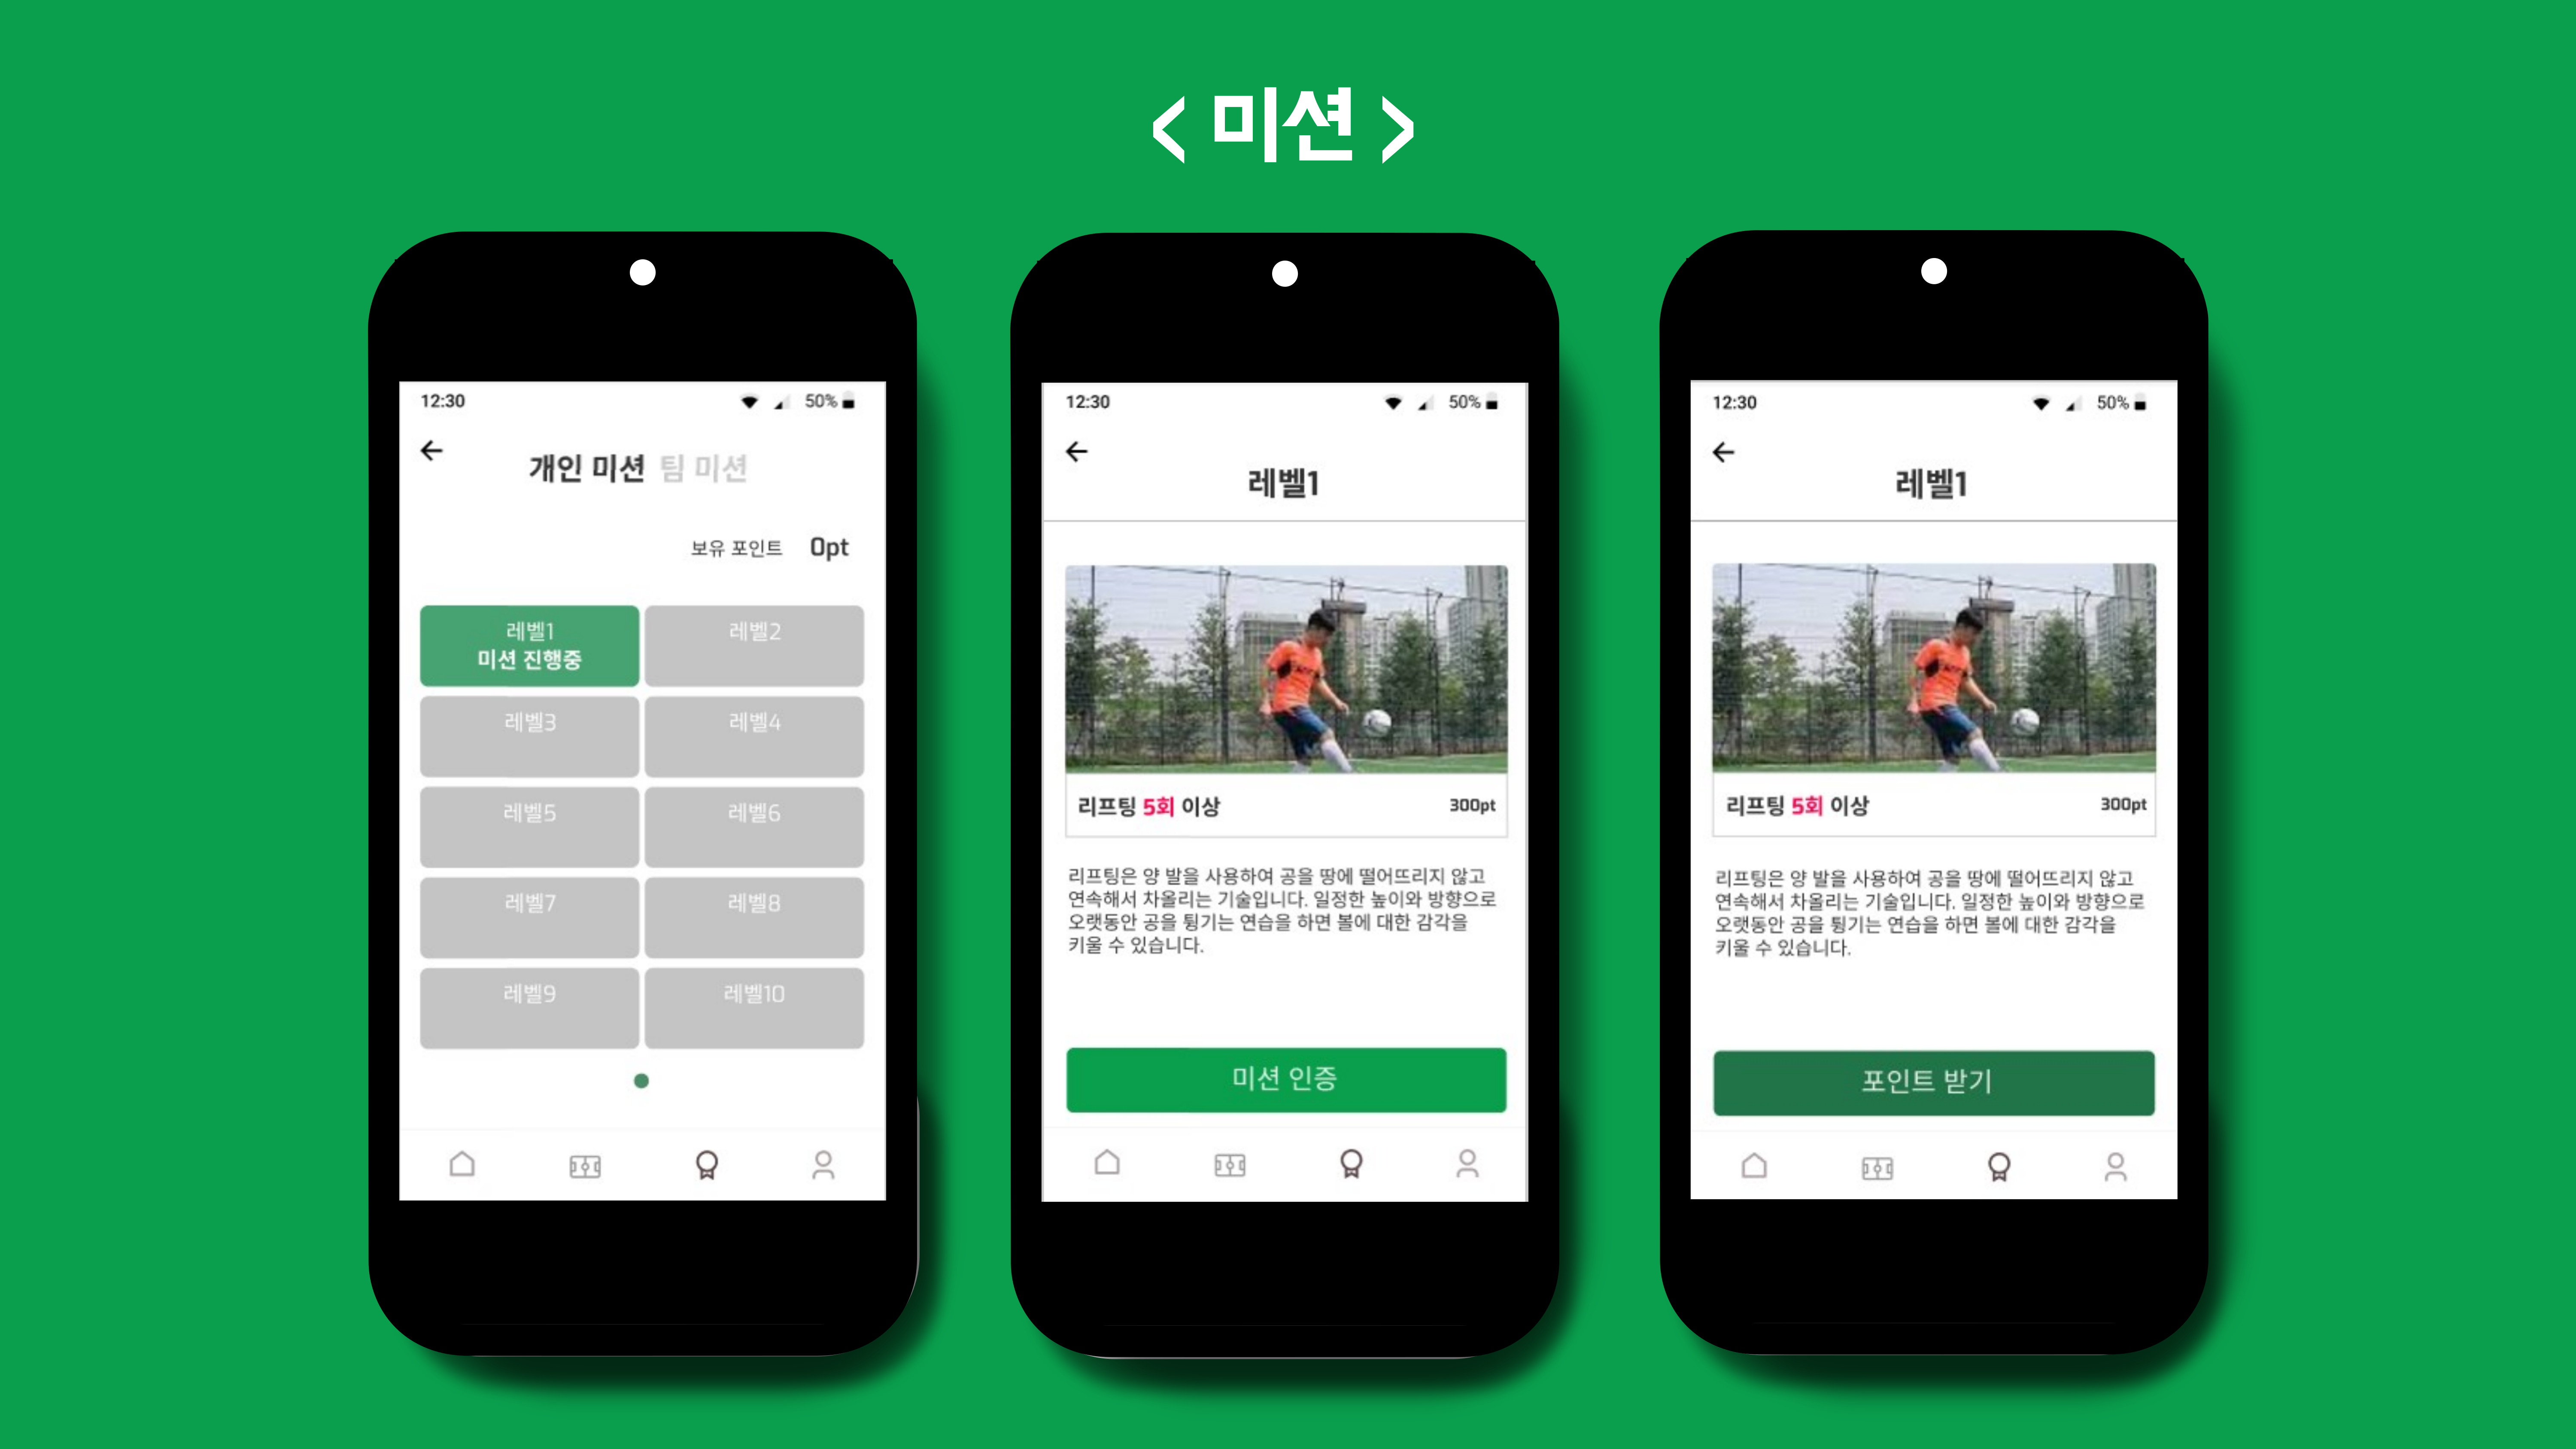 < 미션 >
12:30 50%
개인 미션 팀 미션
보유 포인트 0pt
레벨1
미션 진행중
레벨2
레벨3
레벨4
레벨5
레벨6
레벨7
레벨8
레벨9
레벨10
12:30 50%
레벨1
리프팅 5회 이상 300pt
리프팅은 양 발을 사용하여 공을 땅에 떨어뜨리지 않고
연속해서 차올리는 기술입니다. 일정한 높이와 방향으로
오랫동안 공을 튕기는 연습을 하면 볼에 대한 감각을
키울 수 있습니다.
미션 인증
12:30 50%
레벨1
리프팅 5회 이상 300pt
리프팅은 양 발을 사용하여 공을 땅에 떨어뜨리지 않고
연속해서 차올리는 기술입니다. 일정한 높이와 방향으로
오랫동안 공을 튕기는 연습을 하면 볼에 대한 감각을
키울 수 있습니다.
포인트 받기